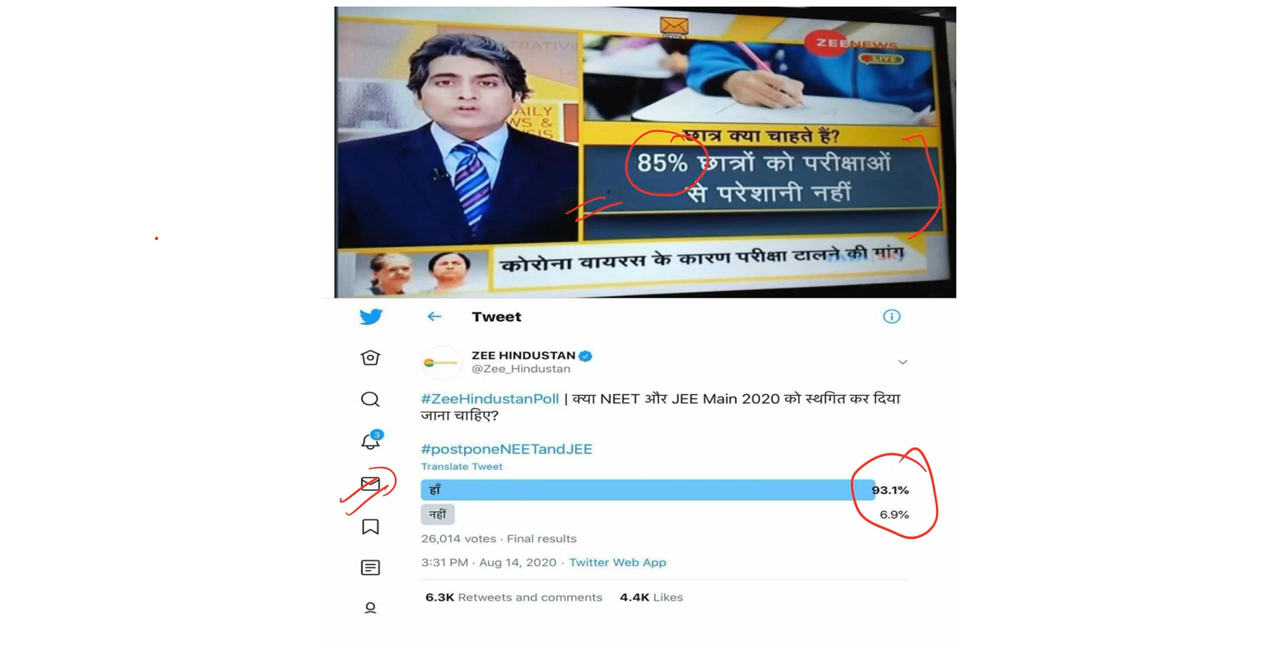 ZEE NEWS
LIVE
छात्र क्या चाहते हैं?
85% छात्रों को परीक्षाओं
से परेशानी नहीं
कोरोना वायरस के कारण परीक्षा टालने की मांग
Tweet
ZEE HINDUSTAN
@Zee_Hindustan
#ZeeHindustanPoll | क्या NEET और JEE Main 2020 को स्थगित कर दिया
जाना चाहिए?
#postponeNEETandJEE
Translate Tweet
हाँ 93.1%
नहीं 6.9%
26,014 votes · Final results
3:31 PM · Aug 14, 2020 · Twitter Web App
6.3K Retweets and comments 4.4K Likes
3